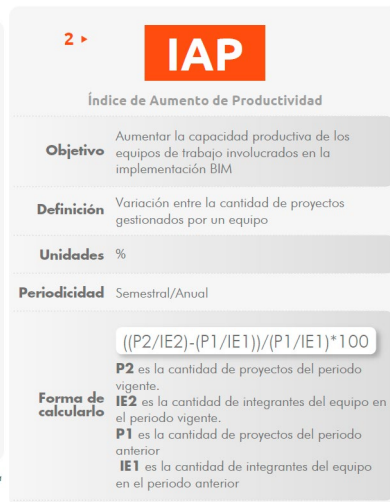 2 ▸
IAP
Índice de Aumento de Productividad
Objetivo
Aumentar la capacidad productiva de los
equipos de trabajo involucrados en la
implementación BIM
Definición
Variación entre la cantidad de proyectos
gestionados por un equipo
Unidades
%
Periodicidad
Semestral/Anual
Forma de
calcularlo
((P2/IE2)-(P1/IE1))/(P1/IE1)*100
P2 es la cantidad de proyectos del periodo
vigente.
IE2 es la cantidad de integrantes del equipo en
el periodo vigente.
P1 es la cantidad de proyectos del periodo
anterior
IE1 es la cantidad de integrantes del equipo
en el periodo anterior